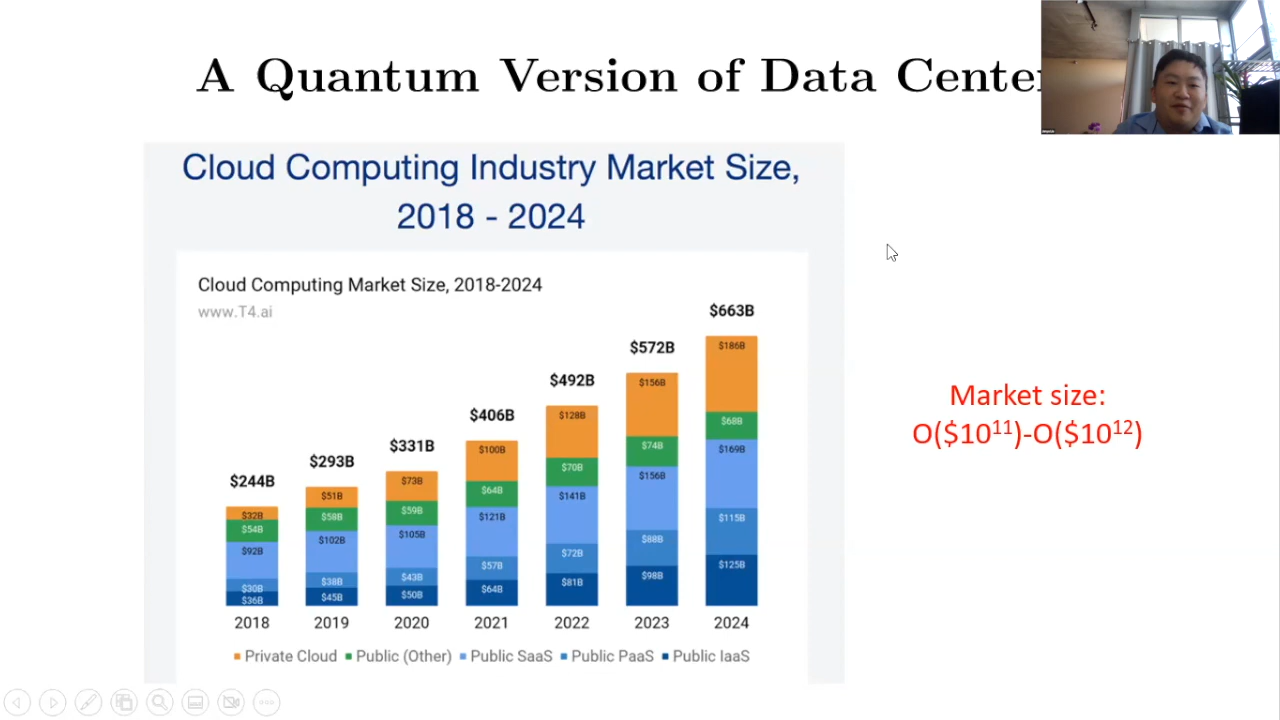 A Quantum Version of Data Cente
Cloud Computing Industry Market Size,
2018 - 2024
Cloud Computing Market Size, 2018-2024
www.T4.ai
$663B
$186B
$68B
$169B
$115B
$125B
$572B
$156B
$74B
$156B
$88B
$98B
$492B
$128B
$70B
$141B
$72B
$81B
$406B
$100B
$64B
$121B
$57B
$64B
$331B
$73B
$59B
$105B
$43B
$50B
$293B
$51B
$58B
$102B
$38B
$45B
$244B
$32B
$54B
$92B
$30B
$36B
2018 2019 2020 2021 2022 2023 2024
Private Cloud Public (Other) Public SaaS Public PaaS Public IaaS
Market size:
O($10¹¹)-O($10¹²)